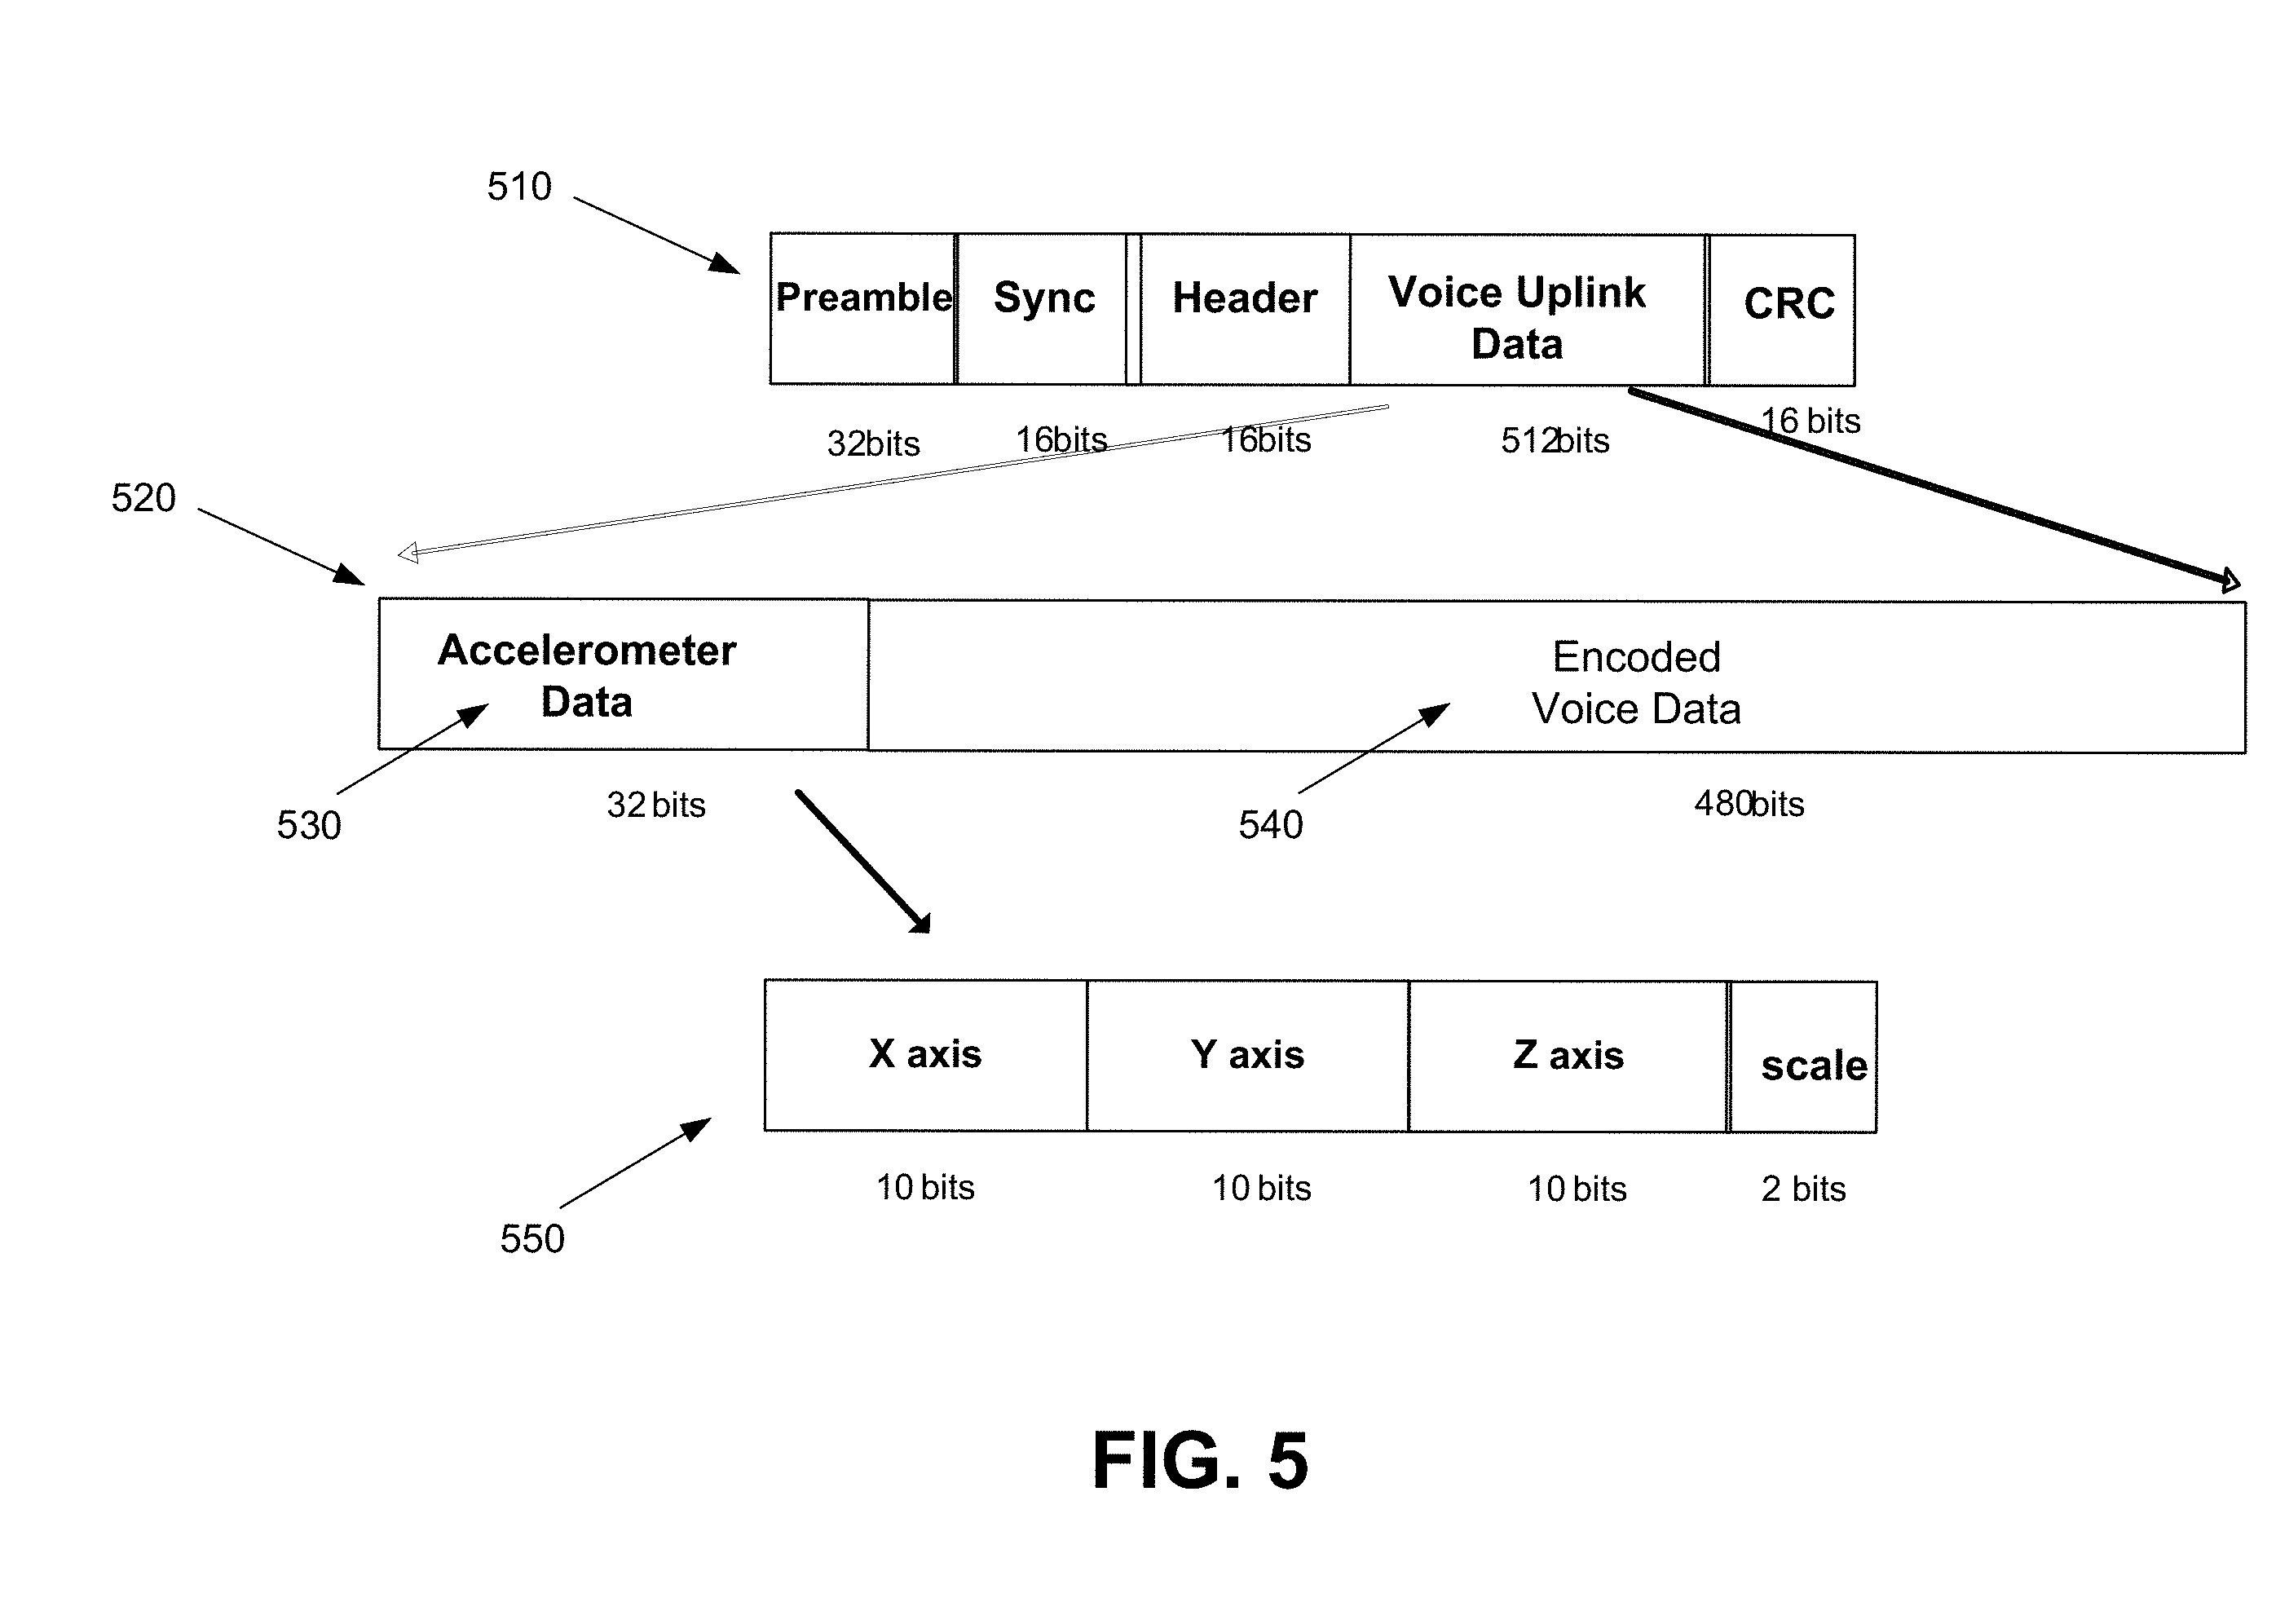 510
Preamble
Sync
Header
Voice Uplink
Data
CRC
32bits
16bits
16bits
512bits
16 bits
520
Accelerometer
Data
Encoded
Voice Data
530
32 bits
540
480bits
X axis
Y axis
Z axis
scale
10 bits
10 bits
10 bits
2 bits
550
FIG. 5